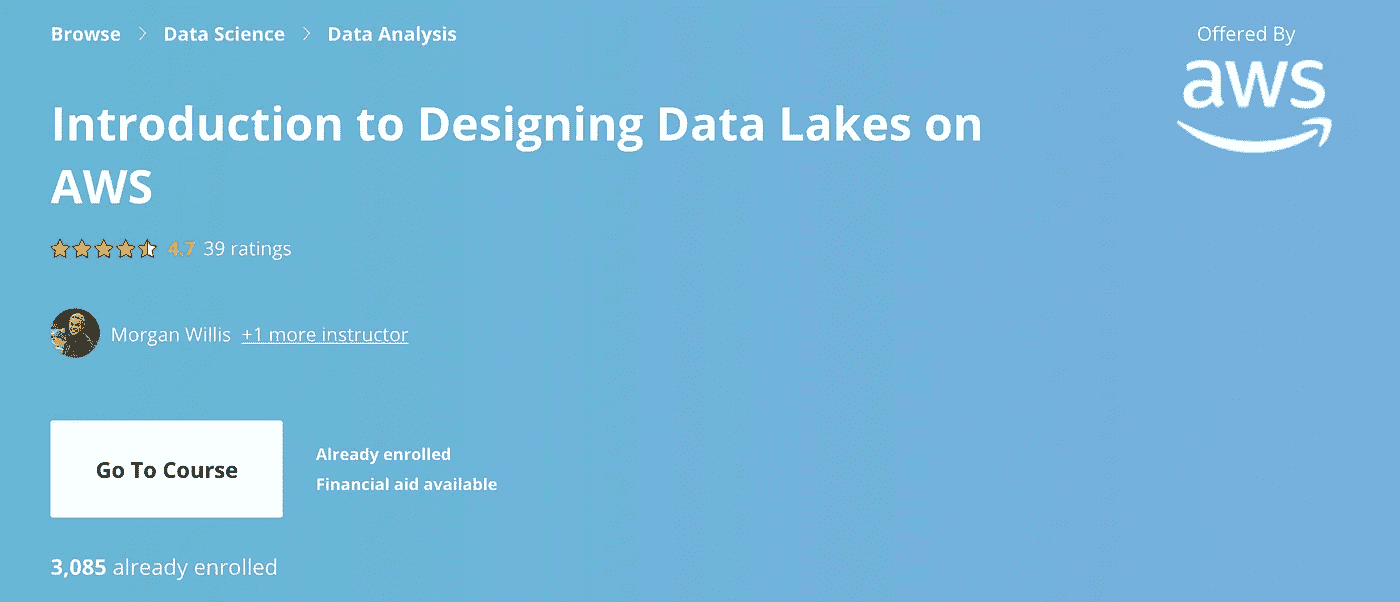 Browse > Data Science > Data Analysis
Offered By
aws
Introduction to Designing Data Lakes on
AWS
4.7 39 ratings
Morgan Willis +1 more instructor
Go To Course
Already enrolled
Financial aid available
3,085 already enrolled